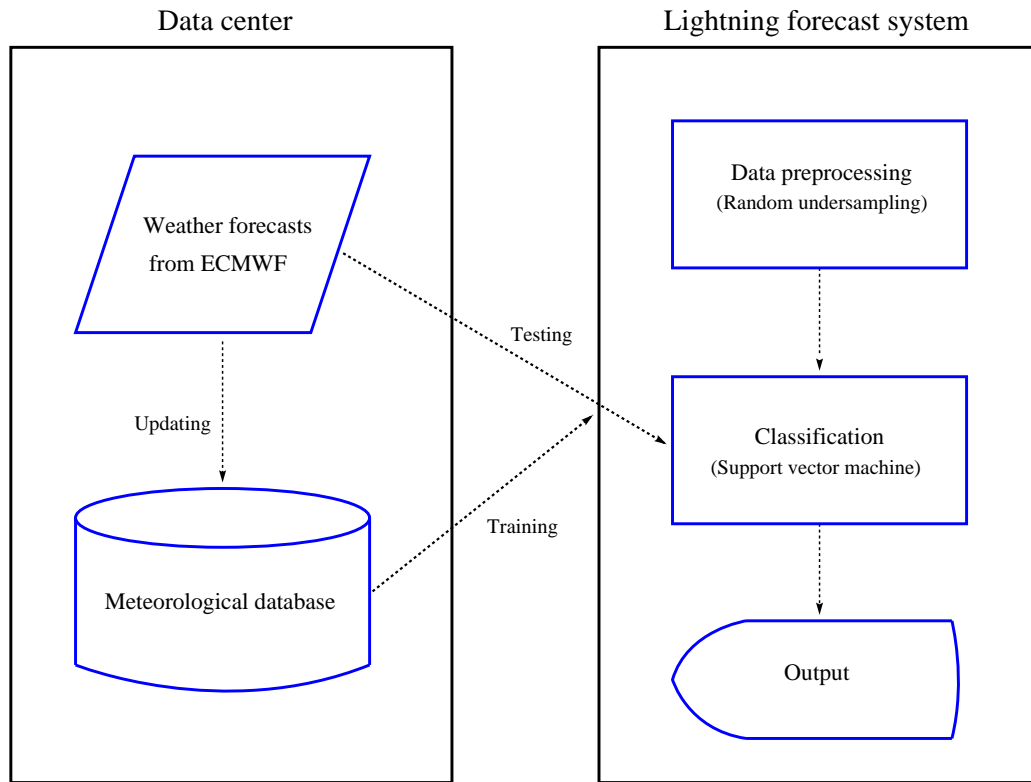 Data center
Lightning forecast system
Weather forecasts
from ECMWF
Data preprocessing
(Random undersampling)
Testing
Updating
Classification
(Support vector machine)
Training
Meteorological database
Output